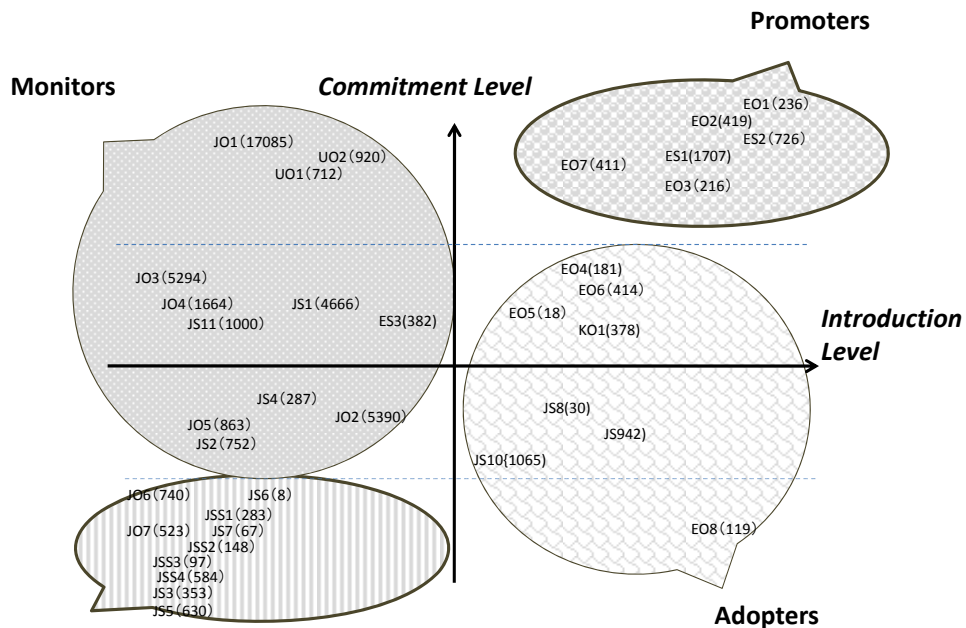 Promoters
Monitors
Commitment Level
EO1(236)
EO2(419)
JO1(17085)
ES2(726)
UO2(920)
ES1(1707)
EO7(411)
UO1(712)
EO3(216)
EO4(181)
JO3(5294)
EO6(414)
JO4(1664)
JS1(4666)
EO5(18)
JS11(1000)
ES3(382)
KO1(378)
Introduction
Level
JS4(287)
JS8(30)
JO2(5390)
JO5(863)
JS942)
JS2(752)
JS10{1065)
JO6(740)
JS6(8)
JSS1(283)
JO7(523)
JS7(67)
EO8(119)
JSS2(148)
JSS3(97)
JSS4(584)
JS3(353)
JS5(630)
Adopters